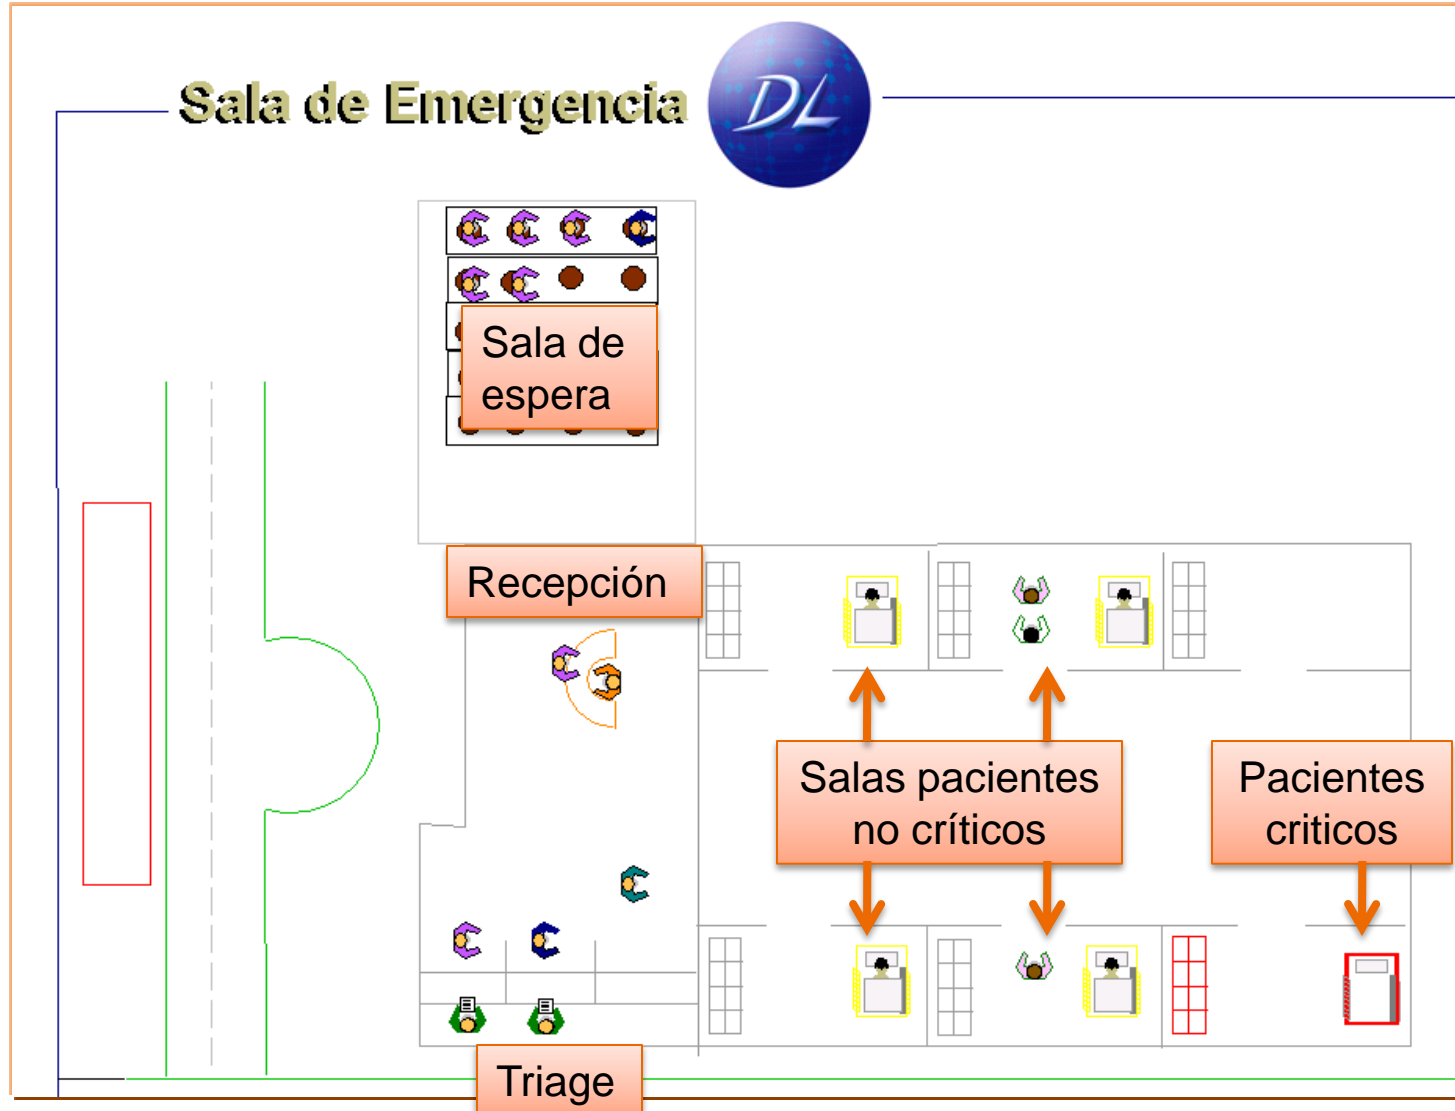 Sala de Emergencia
DL
Sala de
espera
Recepción
Salas pacientes
no críticos
Pacientes
criticos
Triage